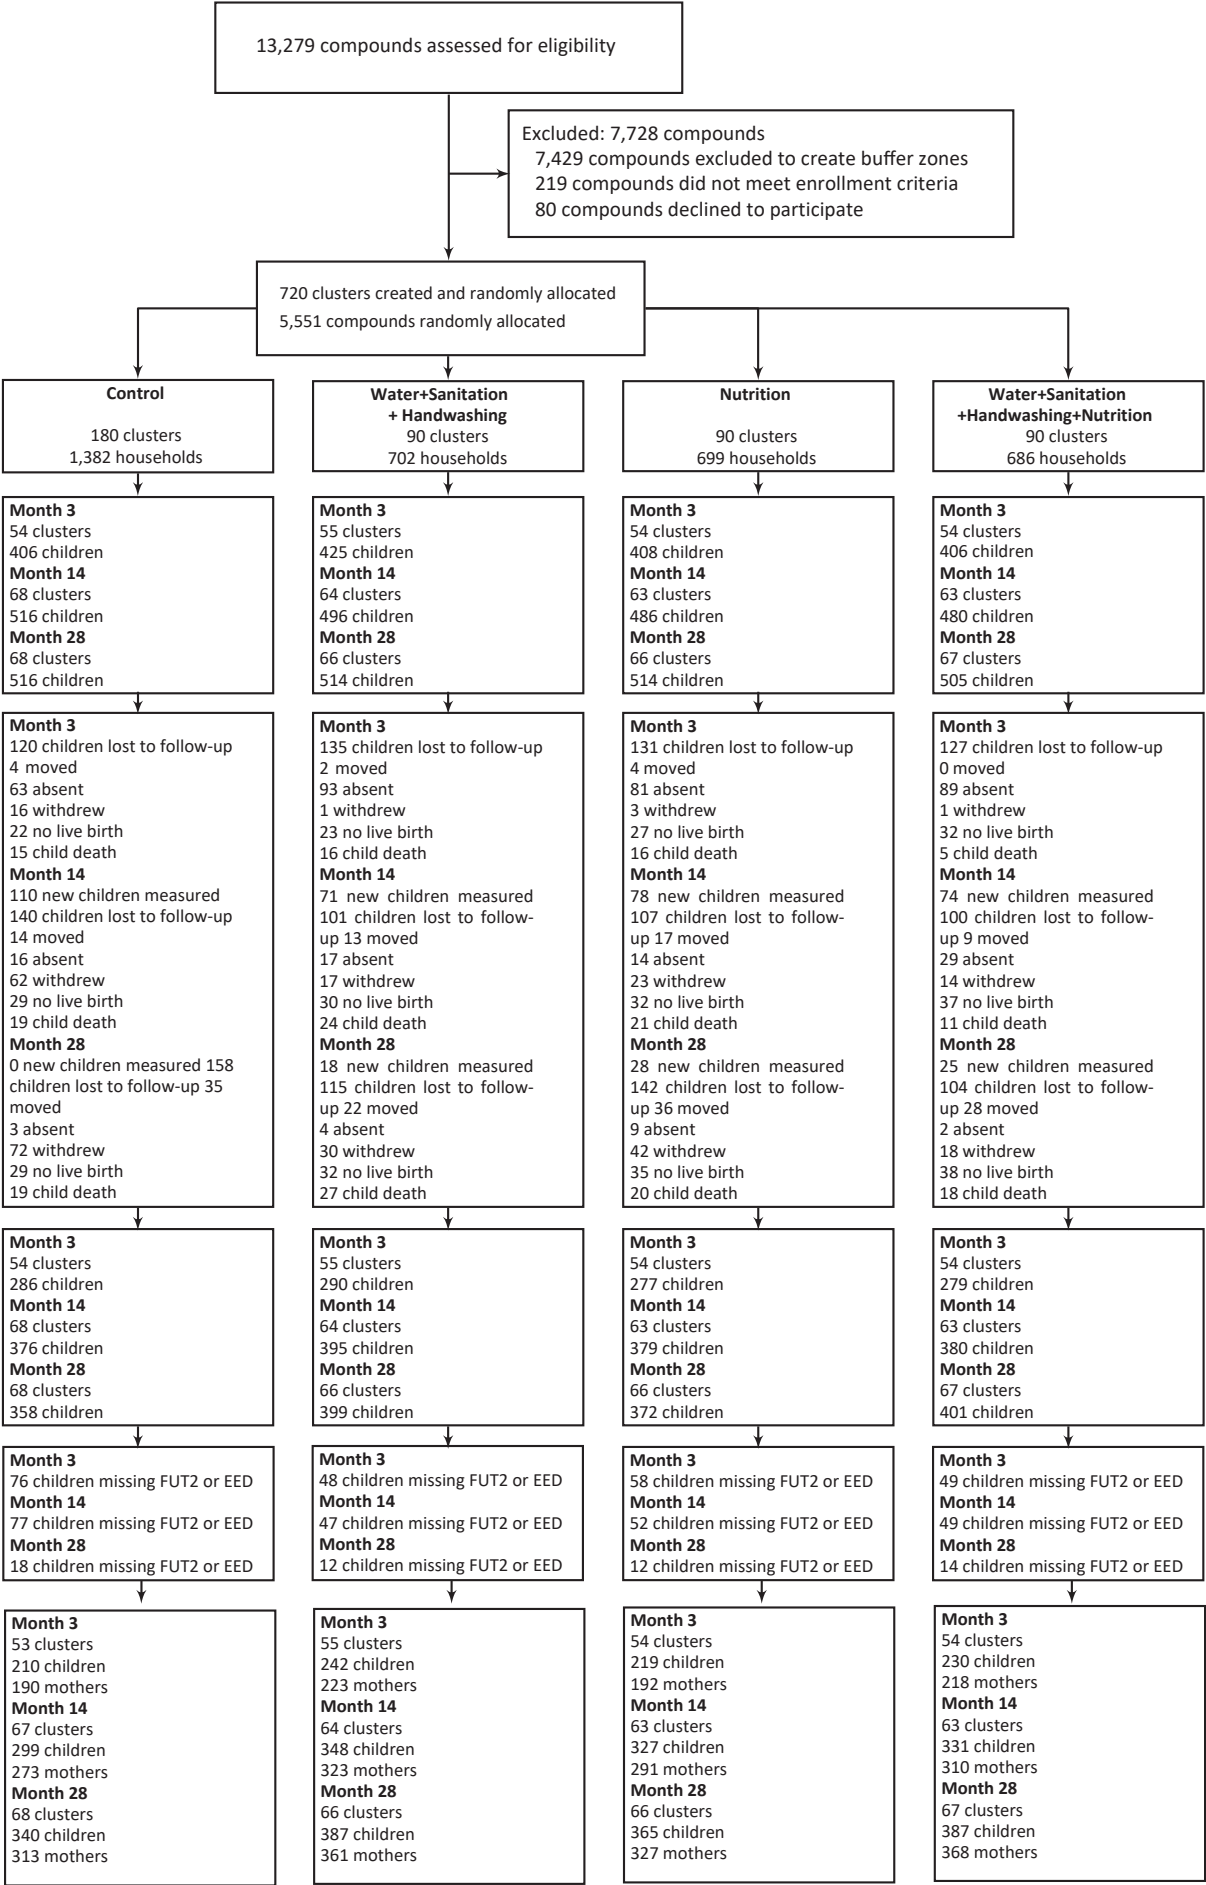 13,279 compounds assessed for eligibility
Excluded: 7,728 compounds
7,429 compounds excluded to create buffer zones
219 compounds did not meet enrollment criteria
80 compounds declined to participate
720 clusters created and randomly allocated
5,551 compounds randomly allocated
Control
180 clusters
1,382 households
Water+Sanitation
+ Handwashing
90 clusters
702 households
Nutrition
90 clusters
699 households
Water+Sanitation
+Handwashing+Nutrition
90 clusters
686 households
Month 3
54 clusters
406 children
Month 14
68 clusters
516 children
Month 28
68 clusters
516 children
Month 3
55 clusters
425 children
Month 14
64 clusters
496 children
Month 28
66 clusters
514 children
Month 3
54 clusters
408 children
Month 14
63 clusters
486 children
Month 28
66 clusters
514 children
Month 3
54 clusters
406 children
Month 14
63 clusters
480 children
Month 28
67 clusters
505 children
Month 3
120 children lost to follow-up
4 moved
63 absent
16 withdrew
22 no live birth
15 child death
Month 14
110 new children measured
140 children lost to follow-up
14 moved
16 absent
62 withdrew
29 no live birth
19 child death
Month 28
0 new children measured 158
children lost to follow-up 35
moved
3 absent
72 withdrew
29 no live birth
19 child death
Month 3
135 children lost to follow-up
2 moved
93 absent
1 withdrew
23 no live birth
16 child death
Month 14
71 new children measured
101 children lost to follow-
up 13 moved
17 absent
17 withdrew
30 no live birth
24 child death
Month 28
18 new children measured
115 children lost to follow-
up 22 moved
4 absent
30 withdrew
32 no live birth
27 child death
Month 3
131 children lost to follow-up
4 moved
81 absent
3 withdrew
27 no live birth
16 child death
Month 14
78 new children measured
107 children lost to follow-
up 17 moved
14 absent
23 withdrew
32 no live birth
21 child death
Month 28
28 new children measured
142 children lost to follow-
up 36 moved
9 absent
42 withdrew
35 no live birth
20 child death
Month 3
127 children lost to follow-up
0 moved
89 absent
1 withdrew
32 no live birth
5 child death
Month 14
74 new children measured
100 children lost to follow-
up 9 moved
29 absent
14 withdrew
37 no live birth
11 child death
Month 28
25 new children measured
104 children lost to follow-
up 28 moved
2 absent
18 withdrew
38 no live birth
18 child death
Month 3
54 clusters
286 children
Month 14
68 clusters
376 children
Month 28
68 clusters
358 children
Month 3
55 clusters
290 children
Month 14
64 clusters
395 children
Month 28
66 clusters
399 children
Month 3
54 clusters
277 children
Month 14
63 clusters
379 children
Month 28
66 clusters
372 children
Month 3
54 clusters
279 children
Month 14
63 clusters
380 children
Month 28
67 clusters
401 children
Month 3
76 children missing FUT2 or EED
Month 14
77 children missing FUT2 or EED
Month 28
18 children missing FUT2 or EED
Month 3
48 children missing FUT2 or EED
Month 14
47 children missing FUT2 or EED
Month 28
12 children missing FUT2 or EED
Month 3
58 children missing FUT2 or EED
Month 14
52 children missing FUT2 or EED
Month 28
12 children missing FUT2 or EED
Month 3
49 children missing FUT2 or EED
Month 14
49 children missing FUT2 or EED
Month 28
14 children missing FUT2 or EED
Month 3
53 clusters
210 children
190 mothers
Month 14
67 clusters
299 children
273 mothers
Month 28
68 clusters
340 children
313 mothers
Month 3
55 clusters
242 children
223 mothers
Month 14
64 clusters
348 children
323 mothers
Month 28
66 clusters
387 children
361 mothers
Month 3
54 clusters
219 children
192 mothers
Month 14
63 clusters
327 children
291 mothers
Month 28
66 clusters
365 children
327 mothers
Month 3
54 clusters
230 children
218 mothers
Month 14
63 clusters
331 children
310 mothers
Month 28
67 clusters
387 children
368 mothers